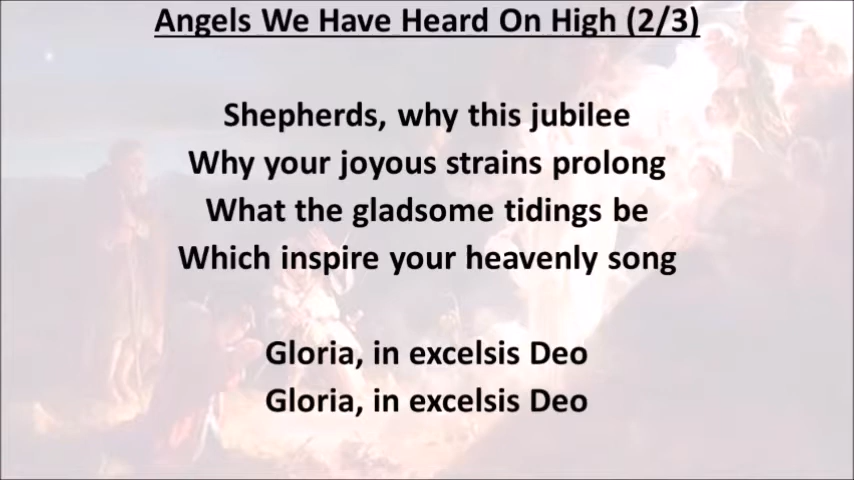 Angels We Have Heard On High (2/3)
Shepherds, why this jubilee
Why your joyous strains prolong
What the gladsome tidings be
Which inspire your heavenly song
Gloria, in excelsis Deo
Gloria, in excelsis Deo